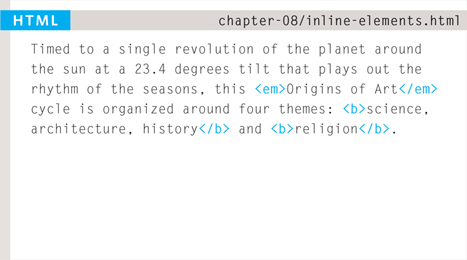 HTML
chapter-08/inline-elements.html
Timed to a single revolution of the planet around
the sun at a 23.4 degrees tilt that plays out the
rhythm of the seasons, this <em>Origins of Art</em>
cycle is organized around four themes: <b>science,
architecture, history</b> and <b>religion</b>.